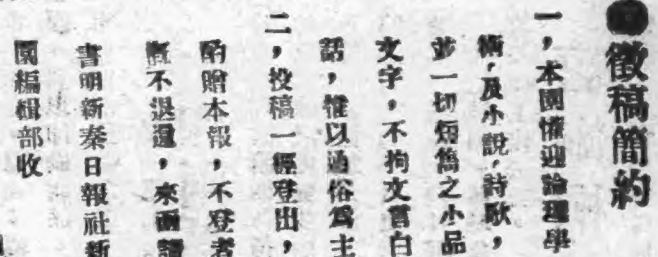 徵稿簡約
一，本園懽迎論理學
術，及小說，詩歌，
並一切短雋之小品
文字，不拘文言白
話，惟以通俗爲主
二，投稿一經登出，
酌贈本報，不登者
概不退還，來函請
書明新秦日報社新
園編輯部收